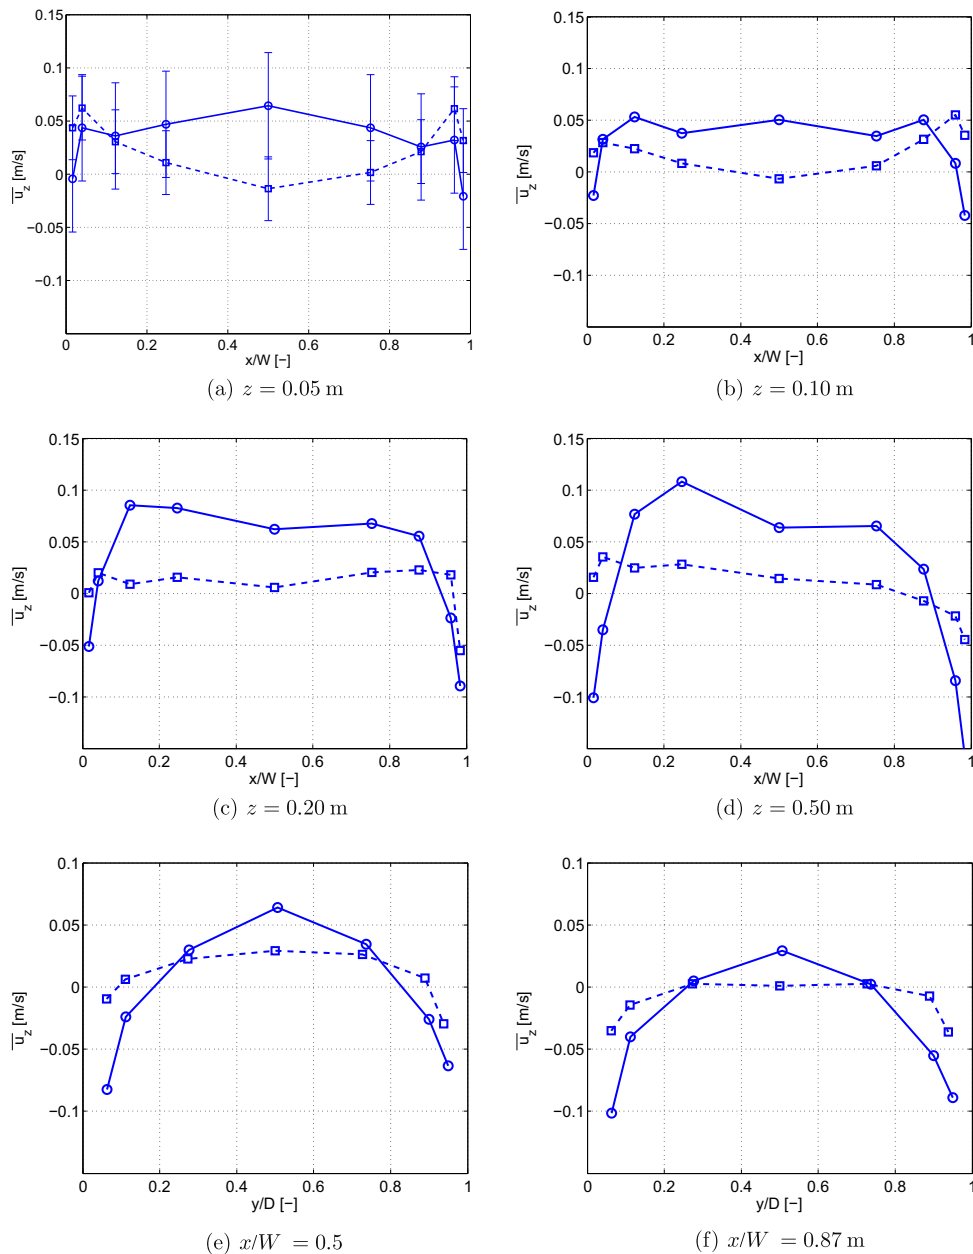 0.15
0.1
0.05
0
−0.05
−0.1
u_z [m/s]
0 0.2 0.4 0.6 0.8 1
x/W [−]
(a) z = 0.05 m
0.15
0.1
0.05
0
−0.05
−0.1
u_z [m/s]
0 0.2 0.4 0.6 0.8 1
x/W [−]
(b) z = 0.10 m
0.15
0.1
0.05
0
−0.05
−0.1
u_z [m/s]
0 0.2 0.4 0.6 0.8 1
x/W [−]
(c) z = 0.20 m
0.15
0.1
0.05
0
−0.05
−0.1
u_z [m/s]
0 0.2 0.4 0.6 0.8 1
x/W [−]
(d) z = 0.50 m
0.1
0.05
0
−0.05
−0.1
u_z [m/s]
0 0.2 0.4 0.6 0.8 1
y/D [−]
(e) x/W = 0.5
0.1
0.05
0
−0.05
−0.1
u_z [m/s]
0 0.2 0.4 0.6 0.8 1
y/D [−]
(f) x/W = 0.87 m